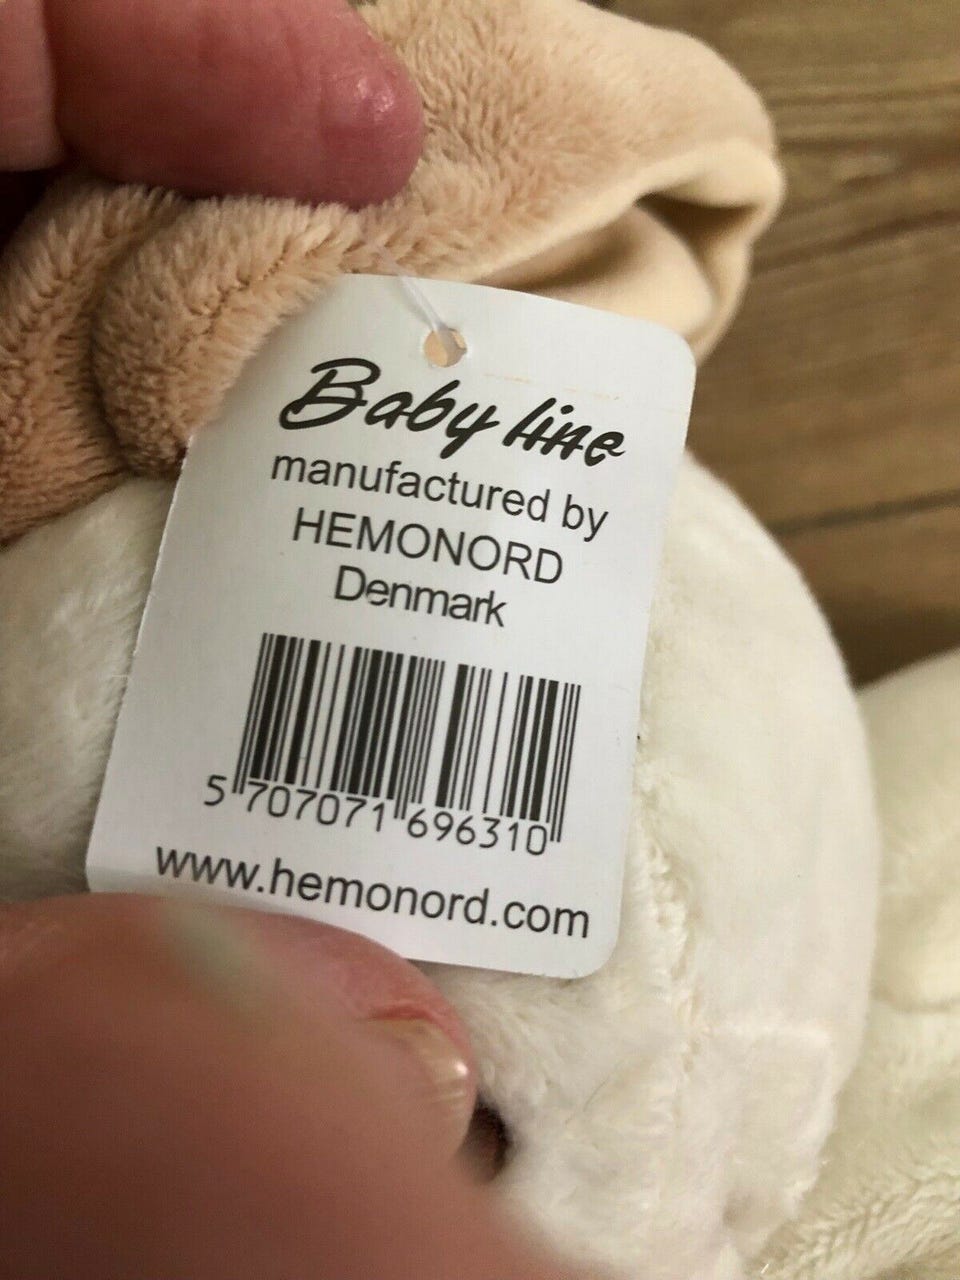 Baby line
manufactured by
HEMONORD
Denmark
5 707071 696310
www.hemonord.com